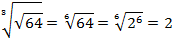 ∛√64 = ⁶√64 = ⁶√2⁶ = 2